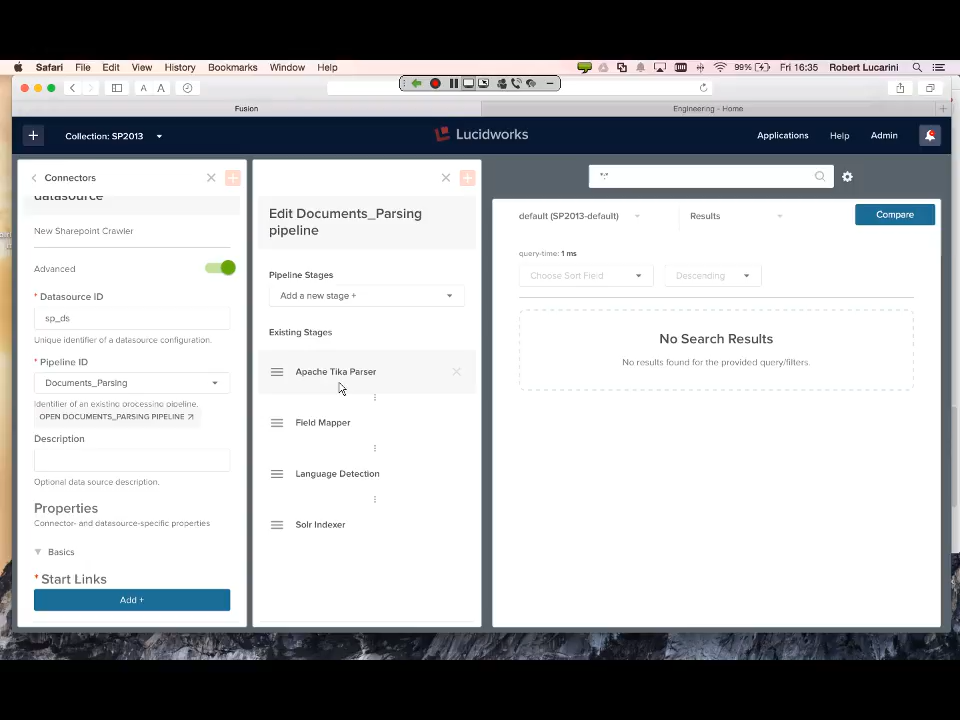 Safari File Edit View History Bookmarks Window Help 99% Fri 16:35 Robert Lucarini
A A
Fusion
Engineering - Home
Collection: SP2013
Lucidworks
Applications Help Admin
Connectors
datasource
New Sharepoint Crawler
Advanced
* Datasource ID
sp_ds
Unique identifier of a datasource configuration.
* Pipeline ID
Documents_Parsing
Identifier of an existing processing pipeline.
OPEN DOCUMENTS_PARSING PIPELINE
Description
Optional data source description.
Properties
Connector- and datasource-specific properties
Basics
* Start Links
Add +
Edit Documents_Parsing
pipeline
Pipeline Stages
Add a new stage +
Existing Stages
Apache Tika Parser
Field Mapper
Language Detection
Solr Indexer
*:*
default (SP2013-default)
Results
Compare
query-time: 1 ms
Choose Sort Field
Descending
No Search Results
No results found for the provided query/filters.